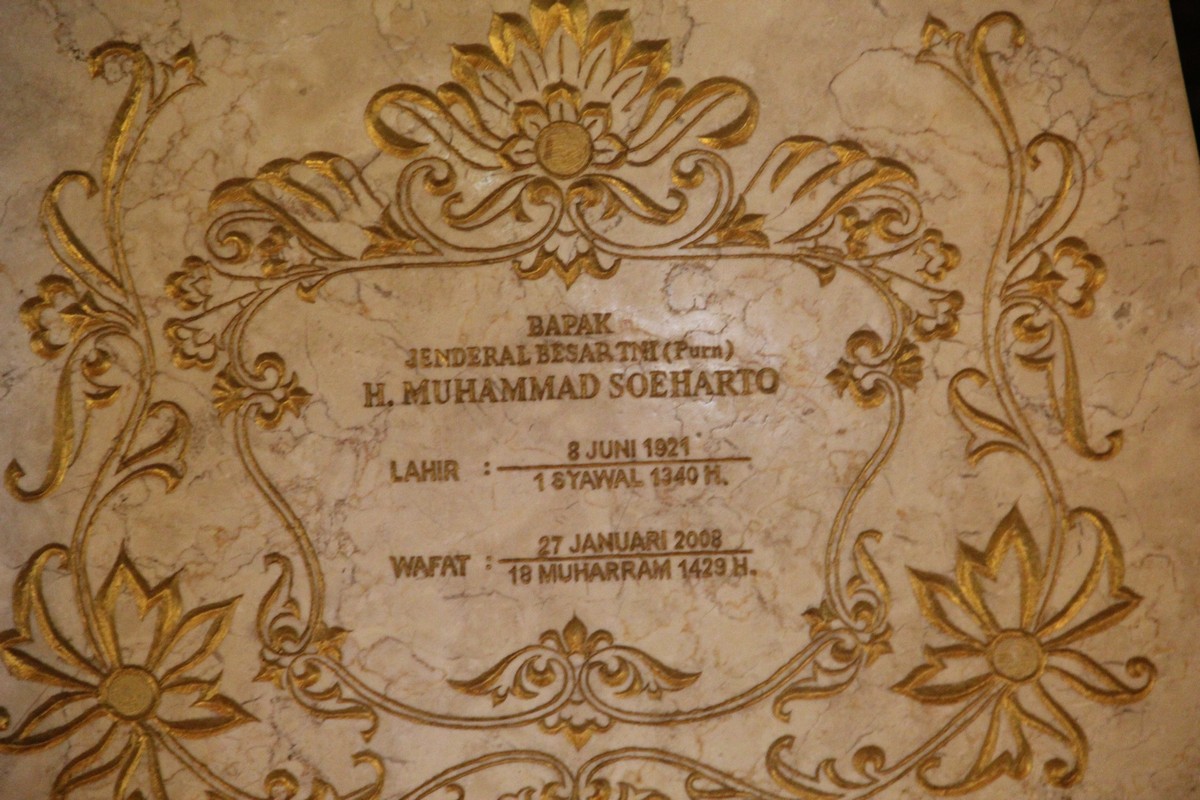 BAPAK
JENDERAL BESAR TNI (Purn)
H. MUHAMMAD SOEHARTO
8 JUNI 1921
LAHIR :
1 SYAWAL 1340 H.
27 JANUARI 2008
WAFAT :
18 MUHARRAM 1429 H.